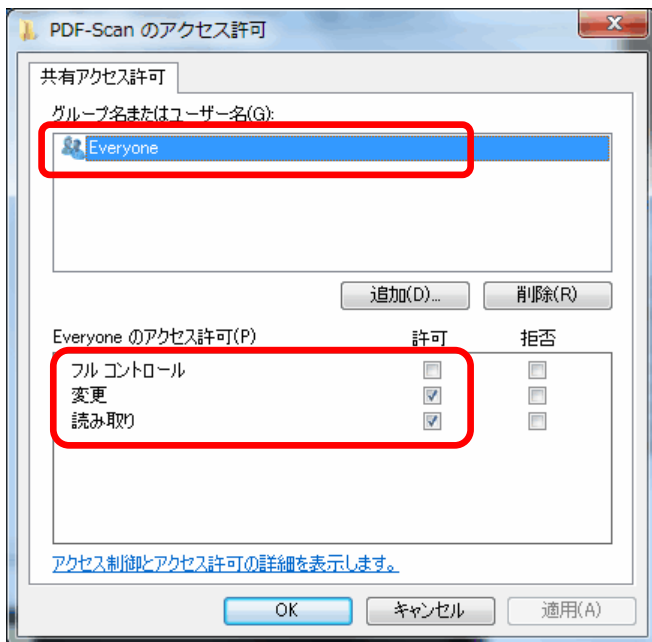 PDF-Scan のアクセス許可
共有アクセス許可
グループ名またはユーザー名(G):
Everyone
追加(D)... 削除(R)
Everyone のアクセス許可(P) 許可 拒否
フル コントロール
変更
読み取り
アクセス制御とアクセス許可の詳細を表示します。
OK キャンセル 適用(A)